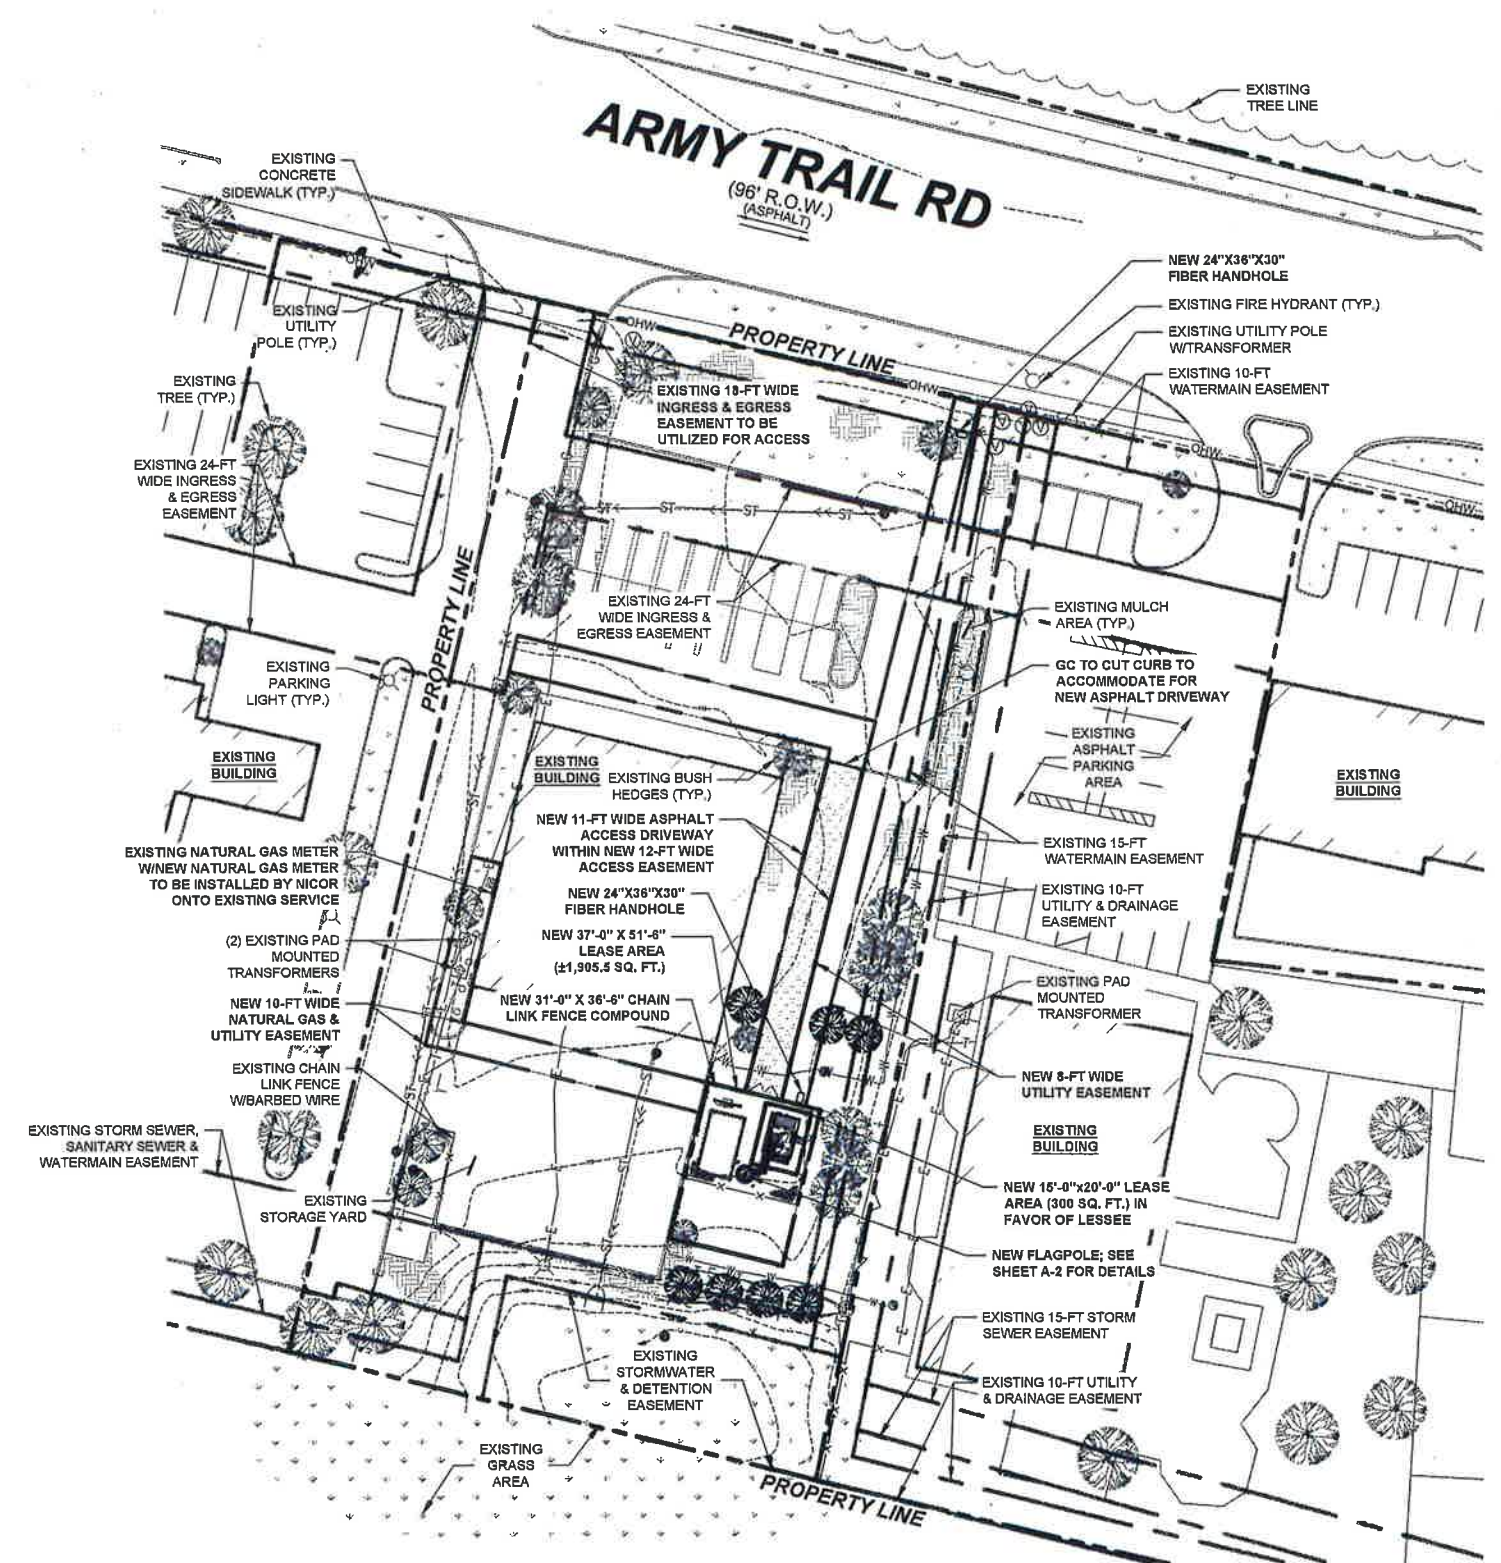 EXISTING
TREE LINE
ARMY TRAIL RD
(96' R.O.W.)
(ASPHALT)
EXISTING
CONCRETE
SIDEWALK (TYP.)
OHW
EXISTING
UTILITY
POLE (TYP.)
EXISTING
TREE (TYP.)
EXISTING 24-FT
WIDE INGRESS
& EGRESS
EASEMENT
NEW 24"X36"X30"
FIBER HANDHOLE
EXISTING FIRE HYDRANT (TYP.)
EXISTING UTILITY POLE
W/TRANSFORMER
EXISTING 10-FT
WATERMAIN EASEMENT
OHW
PROPERTY LINE
OHW
OHW
OHW
EXISTING 18-FT WIDE
INGRESS & EGRESS
EASEMENT TO BE
UTILIZED FOR ACCESS
ST ST ST ST
PROPERTY LINE
EXISTING 24-FT
WIDE INGRESS &
EGRESS EASEMENT
EXISTING MULCH
AREA (TYP.)
GC TO CUT CURB TO
ACCOMMODATE FOR
NEW ASPHALT DRIVEWAY
EXISTING
PARKING
LIGHT (TYP.)
EXISTING
ASPHALT
PARKING
AREA
EXISTING
BUILDING
EXISTING
BUILDING
EXISTING BUSH
HEDGES (TYP.)
EXISTING
BUILDING
NEW 11-FT WIDE ASPHALT
ACCESS DRIVEWAY
WITHIN NEW 12-FT WIDE
ACCESS EASEMENT
EXISTING 15-FT
WATERMAIN EASEMENT
EXISTING NATURAL GAS METER
W/NEW NATURAL GAS METER
TO BE INSTALLED BY NICOR
ONTO EXISTING SERVICE
NEW 24"X36"X30"
FIBER HANDHOLE
EXISTING 10-FT
UTILITY & DRAINAGE
EASEMENT
(2) EXISTING PAD
MOUNTED
TRANSFORMERS
NEW 37'-0" X 51'-6"
LEASE AREA
(±1,905.5 SQ. FT.)
NEW 10-FT WIDE
NATURAL GAS &
UTILITY EASEMENT
NEW 31'-0" X 36'-6" CHAIN
LINK FENCE COMPOUND
EXISTING PAD
MOUNTED
TRANSFORMER
EXISTING CHAIN
LINK FENCE
W/BARBED WIRE
NEW 8-FT WIDE
UTILITY EASEMENT
EXISTING STORM SEWER,
SANITARY SEWER &
WATERMAIN EASEMENT
EXISTING
BUILDING
EXISTING
STORAGE YARD
NEW 15'-0"x20'-0" LEASE
AREA (300 SQ. FT.) IN
FAVOR OF LESSEE
NEW FLAGPOLE; SEE
SHEET A-2 FOR DETAILS
EXISTING 15-FT STORM
SEWER EASEMENT
EXISTING
STORMWATER
& DETENTION
EASEMENT
EXISTING 10-FT UTILITY
& DRAINAGE EASEMENT
EXISTING
GRASS
AREA
PROPERTY LINE